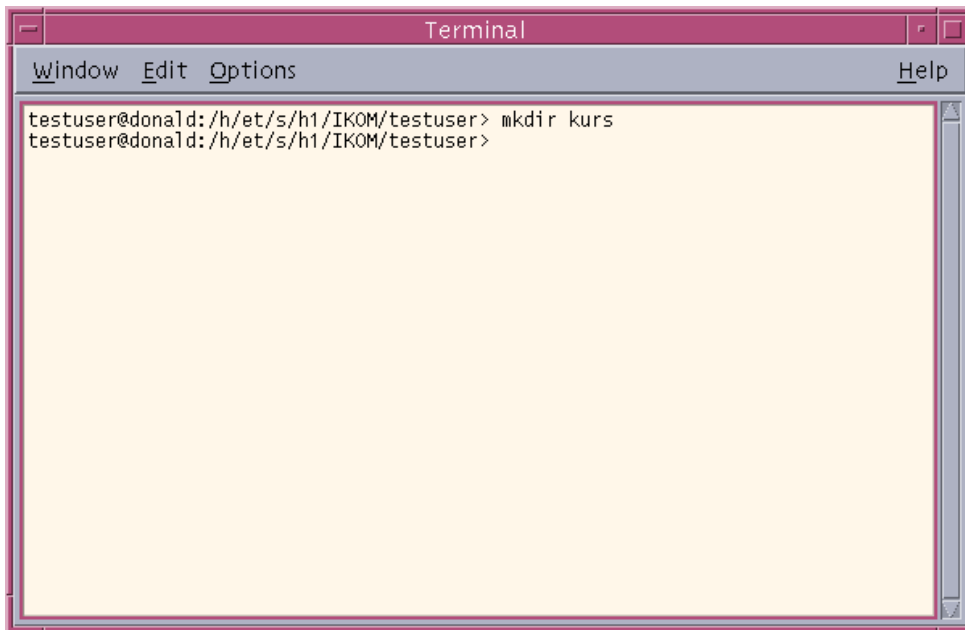 Terminal
Window Edit Options Help
testuser@donald:/h/et/s/h1/IKOM/testuser> mkdir kurs
testuser@donald:/h/et/s/h1/IKOM/testuser>